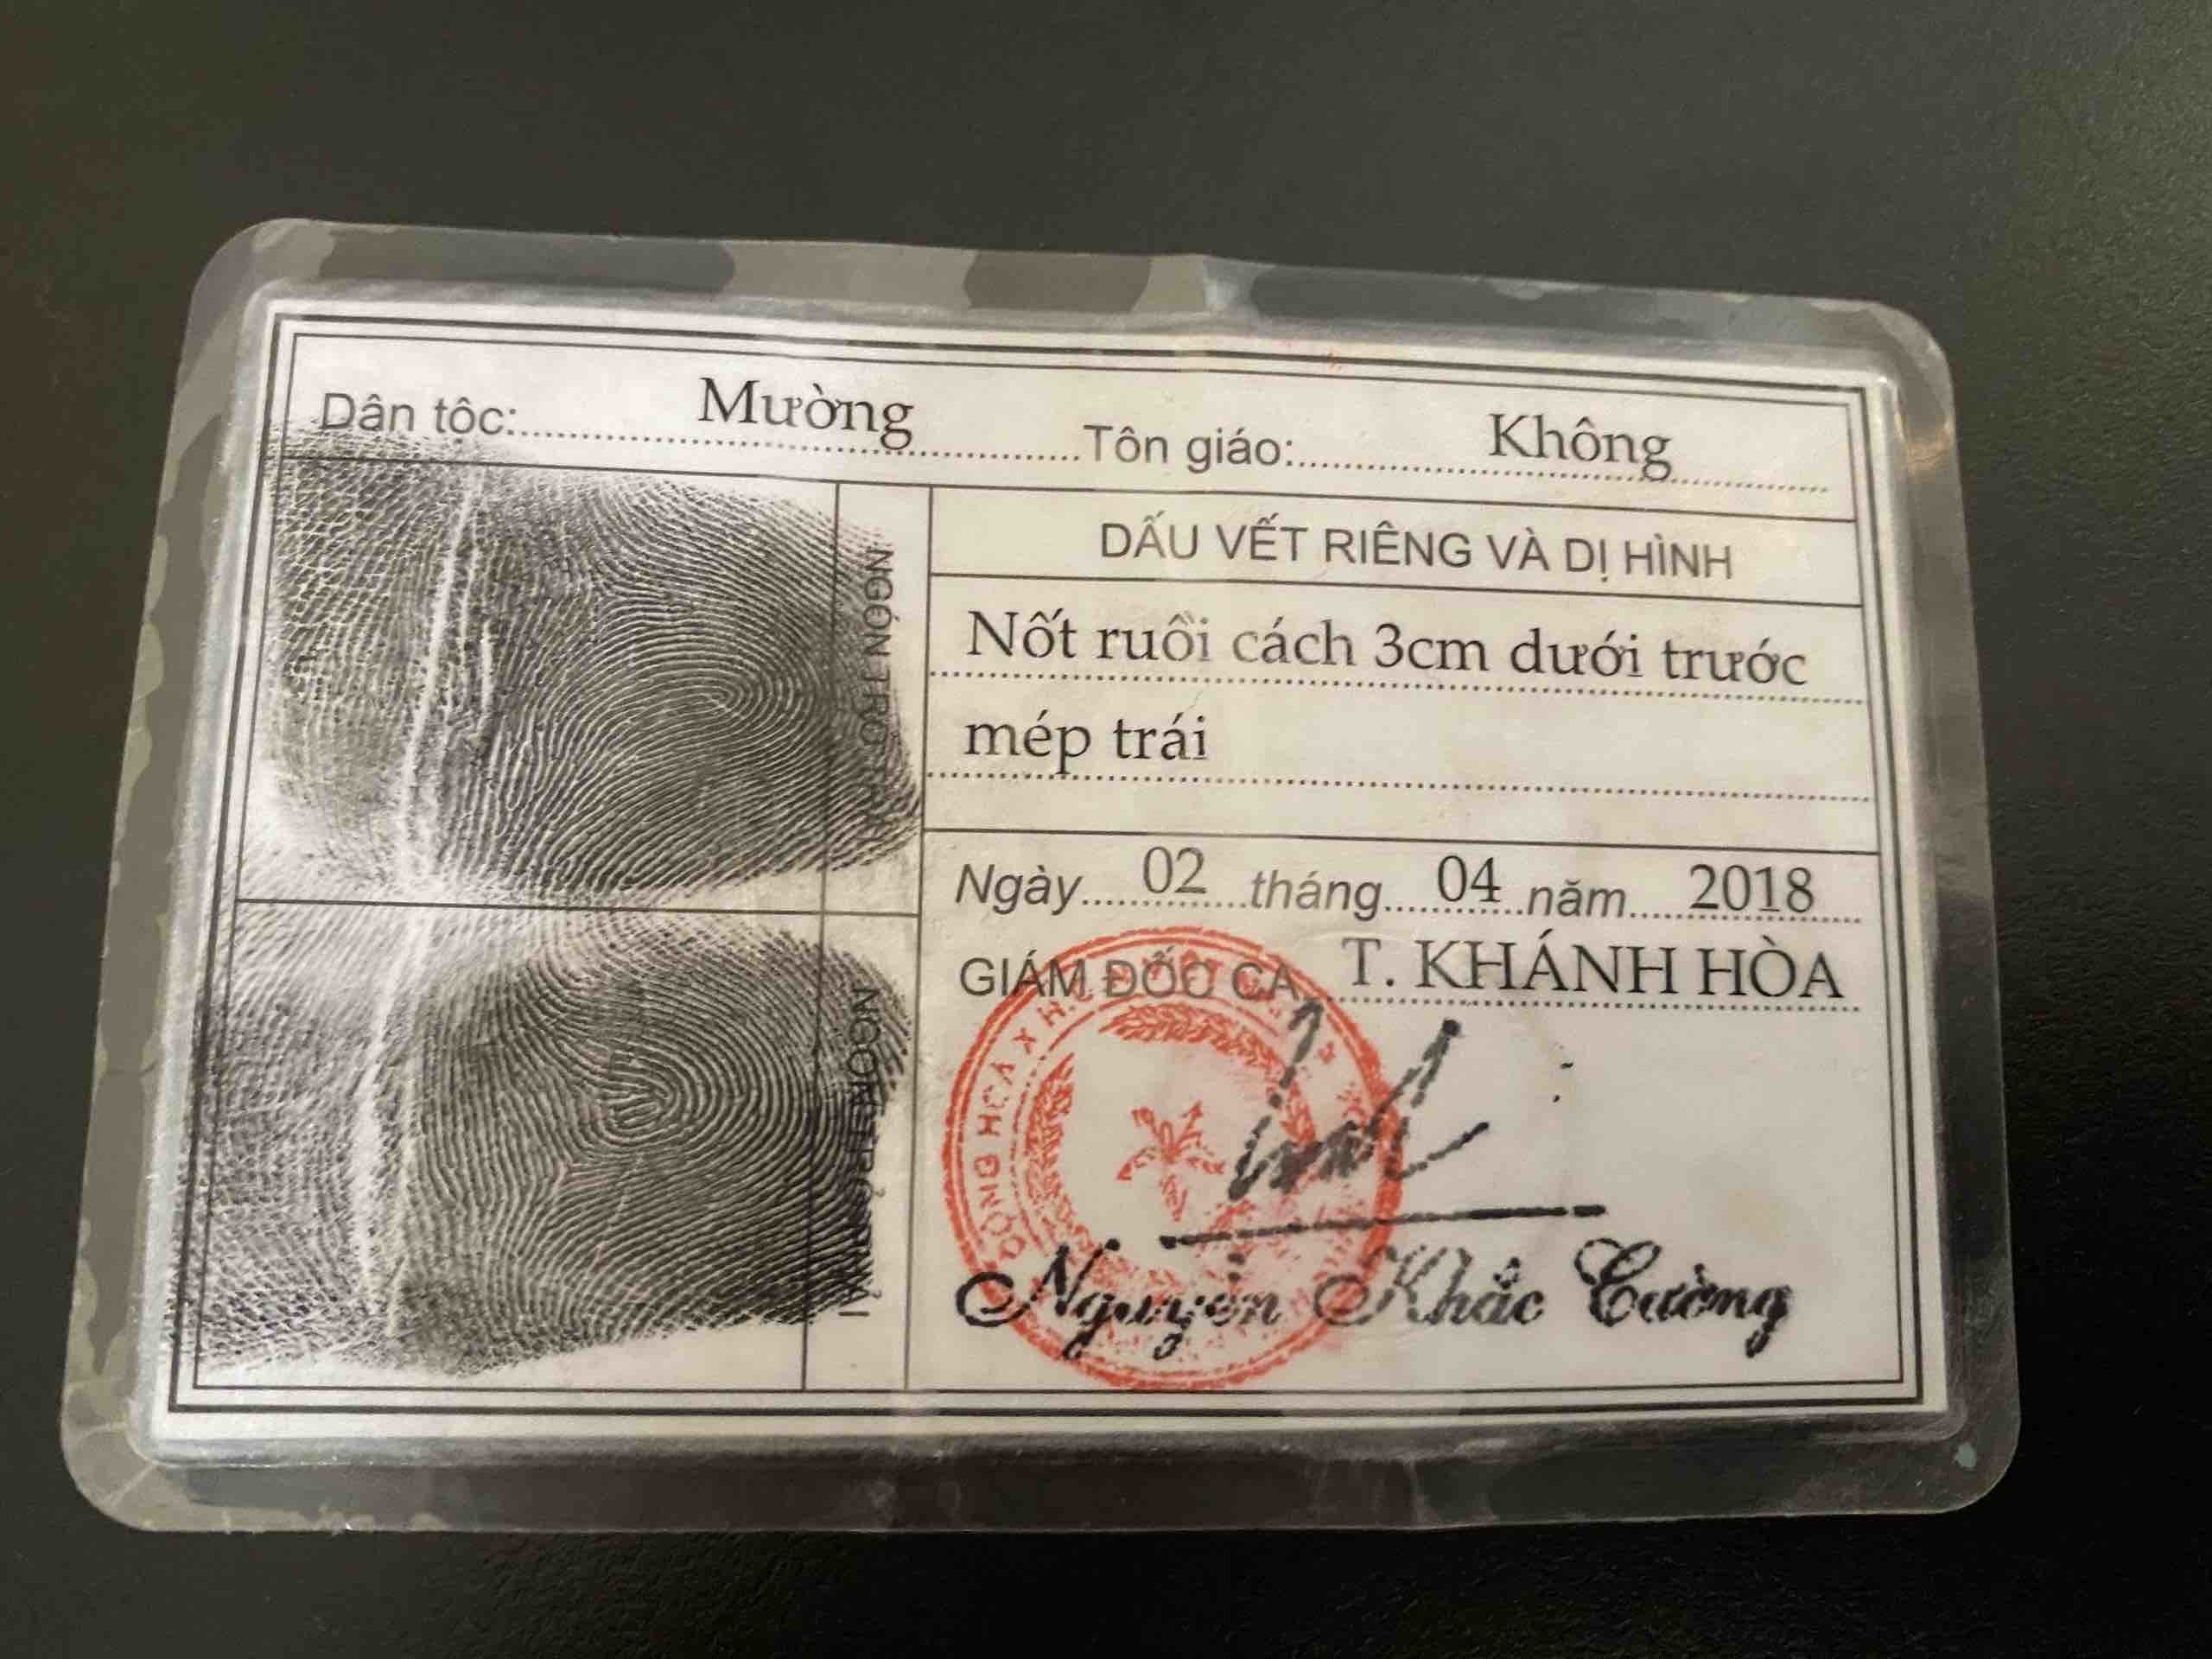 Dân tộc: Mường Tôn giáo: Không
NGÓN TRỎ TRÁI
DẤU VẾT RIÊNG VÀ DỊ HÌNH
Nốt ruồi cách 3cm dưới trước
mép trái
NGÓN TRỎ PHẢI
Ngày 02 tháng 04 năm 2018
GIÁM ĐỐC CA T. KHÁNH HÒA
CỘNG HÒA X H
Nguyễn Khắc Cường